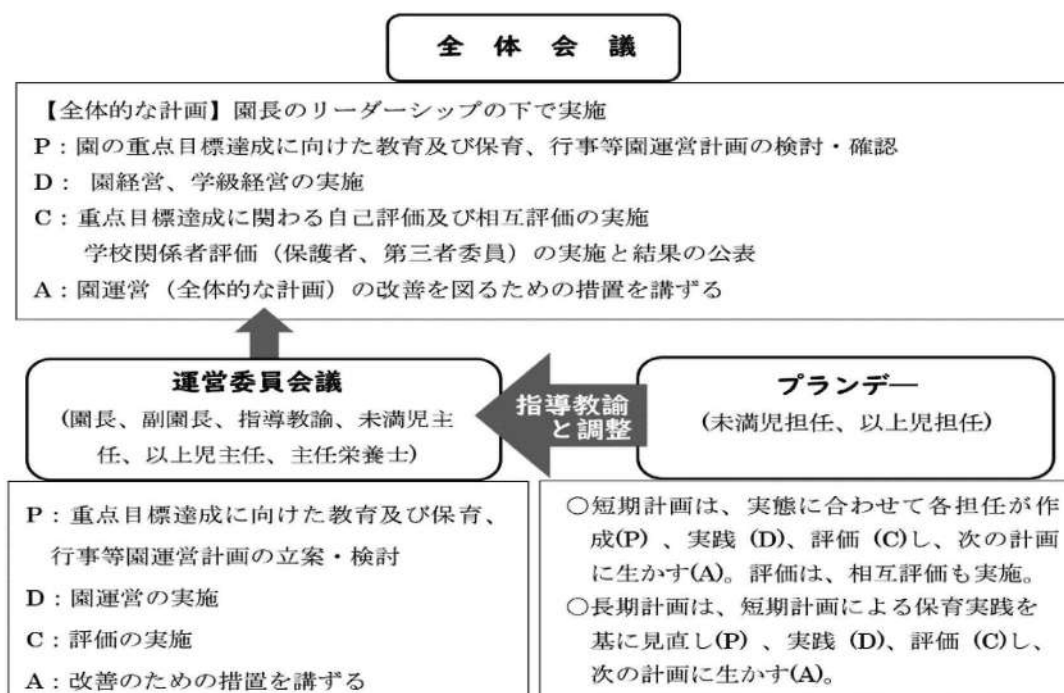 全 体 会 議
【全体的な計画】園長のリーダーシップの下で実施
P：園の重点目標達成に向けた教育及び保育、行事等園運営計画の検討・確認
D： 園経営、学級経営の実施
C：重点目標達成に関わる自己評価及び相互評価の実施
学校関係者評価（保護者、第三者委員）の実施と結果の公表
A：園運営（全体的な計画）の改善を図るための措置を講ずる
運営委員会議
(園長、副園長、指導教諭、未満児主
任、以上児主任、主任栄養士)
P：重点目標達成に向けた教育及び保育、
行事等園運営計画の立案・検討
D：園運営の実施
C：評価の実施
A：改善のための措置を講ずる
指導教諭
と調整
プランデー
(未満児担任、以上児担任)
○短期計画は、実態に合わせて各担任が作
成(P) 、実践 (D)、評価 (C)し、次の計画
に生かす(A)。評価は、相互評価も実施。
○長期計画は、短期計画による保育実践を
基に見直し(P) 、実践 (D)、評価 (C)し、
次の計画に生かす(A)。